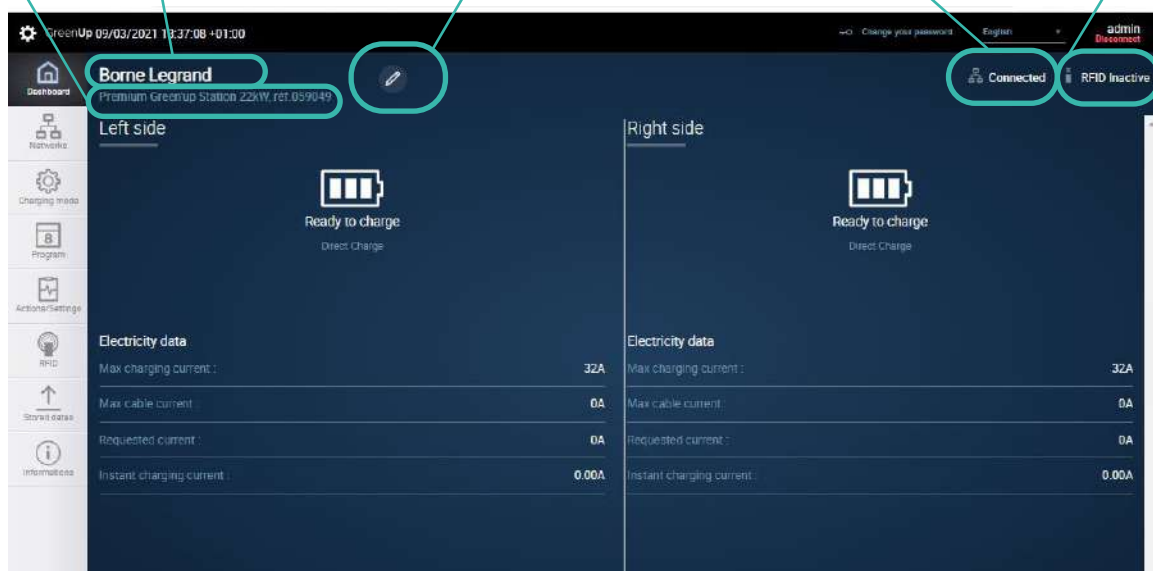 GreenUp 09/03/2021 13:37:08 +01:00
Change your password
English
admin
Disconnect
Dashboard
Borne Legrand
Premium Green'up Station 22kW, réf.059049
Connected
RFID Inactive
Networks
Charging mode
Program
Actions/Settings
RFID
Stored datas
Informations
Left side
Ready to charge
Direct Charge
Electricity data
Max charging current : 32A
Max cable current : 0A
Requested current : 0A
Instant charging current : 0.00A
Right side
Ready to charge
Direct Charge
Electricity data
Max charging current : 32A
Max cable current : 0A
Requested current : 0A
Instant charging current : 0.00A
8